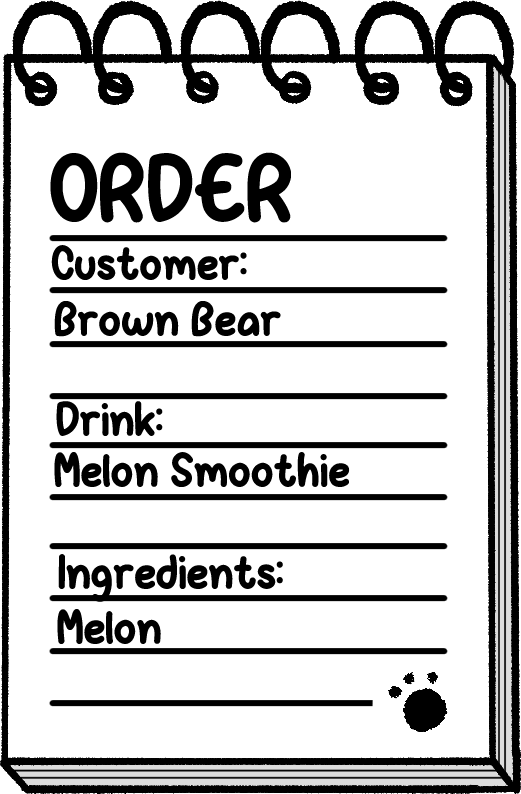 ORDER
Customer:
Brown Bear
Drink:
Melon Smoothie
Ingredients:
Melon